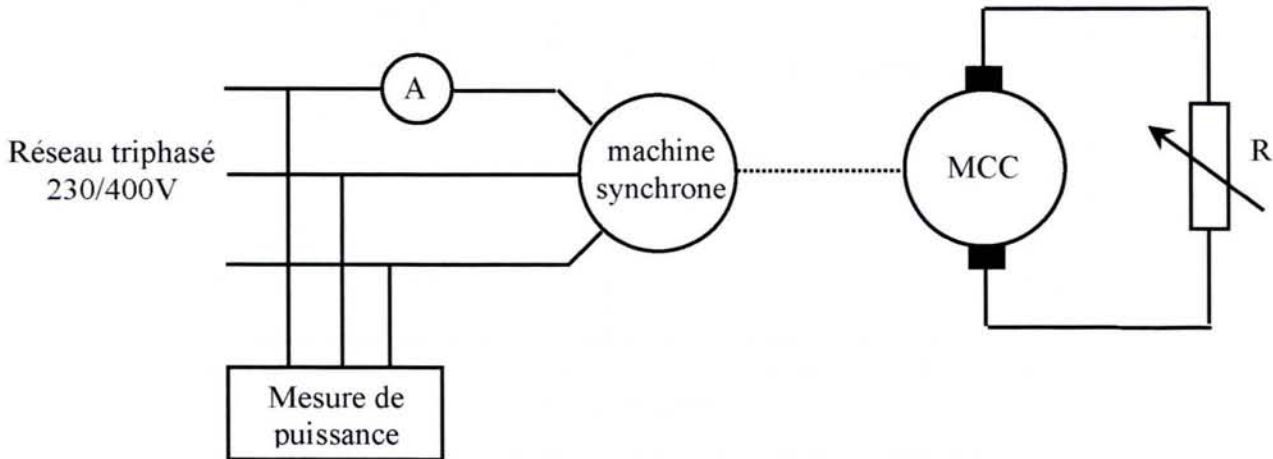 A
Réseau triphasé
230/400V
machine
synchrone
MCC
R
Mesure de
puissance